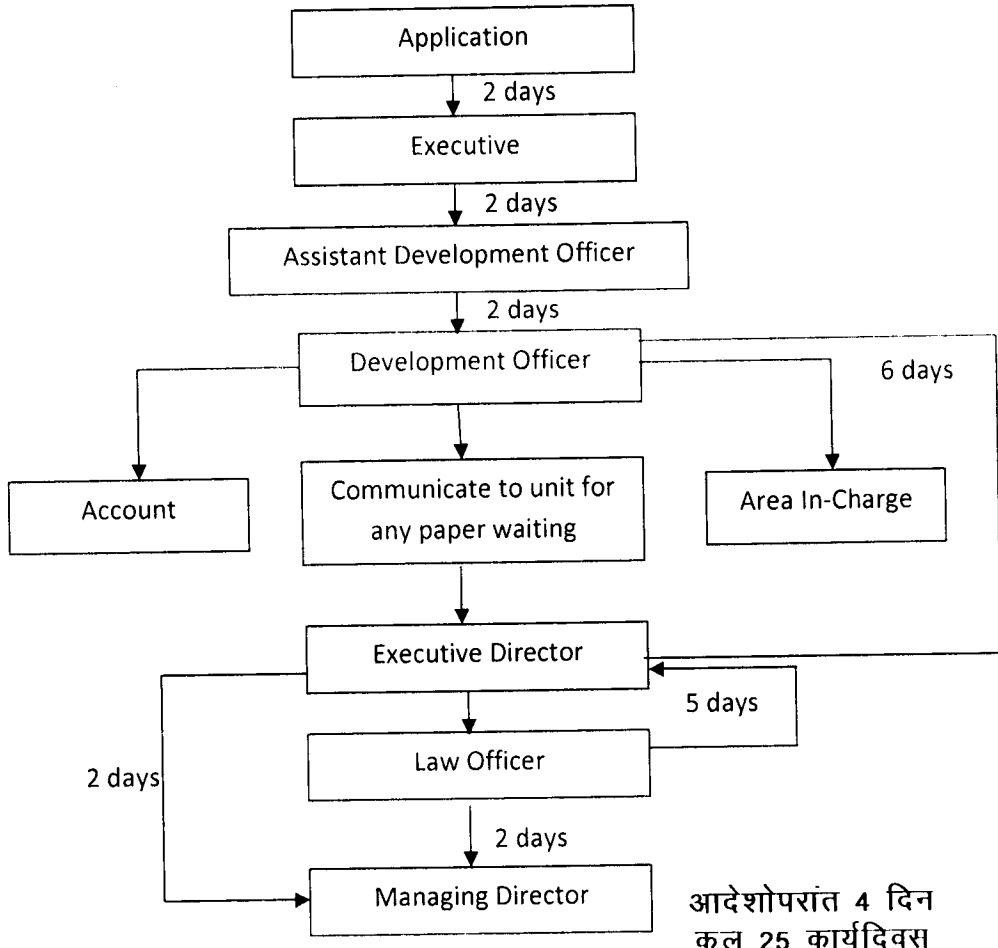 Application
2 days
Executive
2 days
Assistant Development Officer
2 days
Development Officer
6 days
Account
Communicate to unit for
any paper waiting
Area In-Charge
Executive Director
5 days
Law Officer
2 days
2 days
Managing Director
आदेशोपरांत 4 दिन
कुल 25 कार्यदिवस